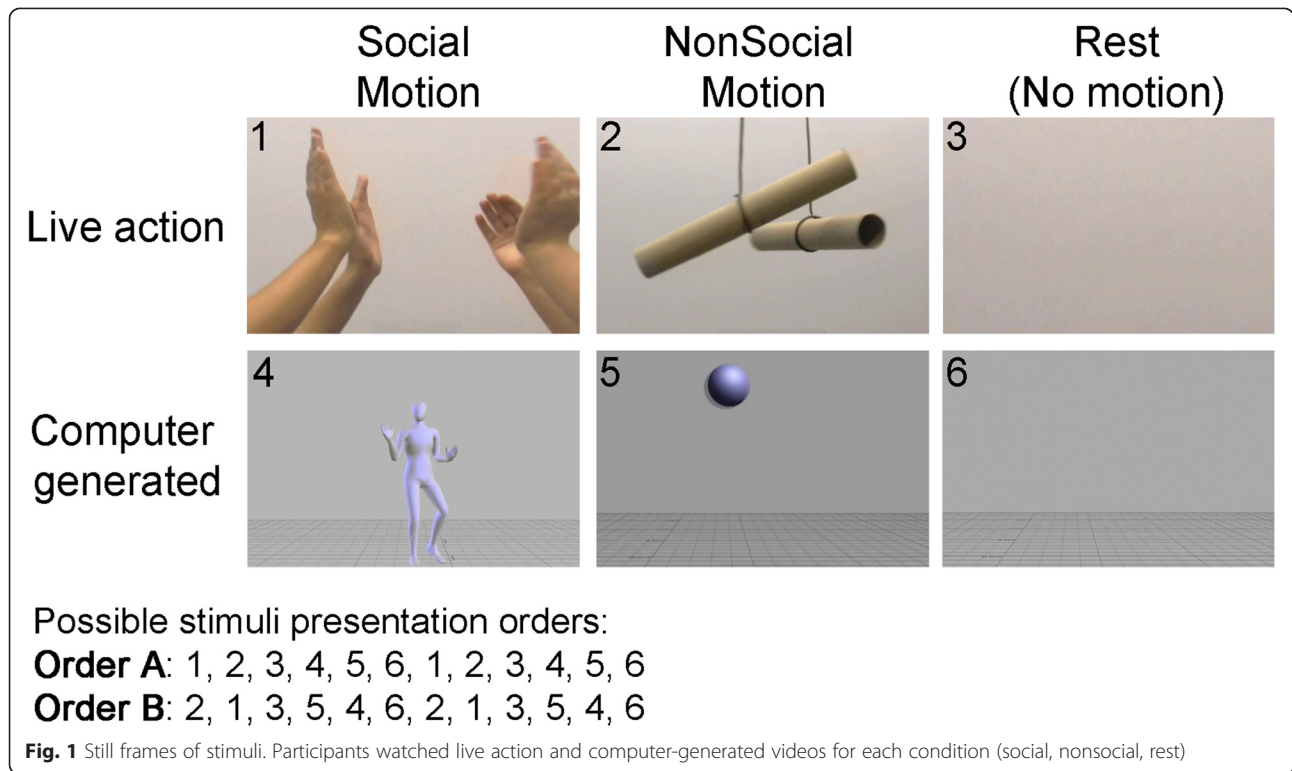 Social
Motion
NonSocial
Motion
Rest
(No motion)
Live action
1
2
3
Computer
generated
4
5
6
Possible stimuli presentation orders:
Order A: 1, 2, 3, 4, 5, 6, 1, 2, 3, 4, 5, 6
Order B: 2, 1, 3, 5, 4, 6, 2, 1, 3, 5, 4, 6
Fig. 1 Still frames of stimuli. Participants watched live action and computer-generated videos for each condition (social, nonsocial, rest)